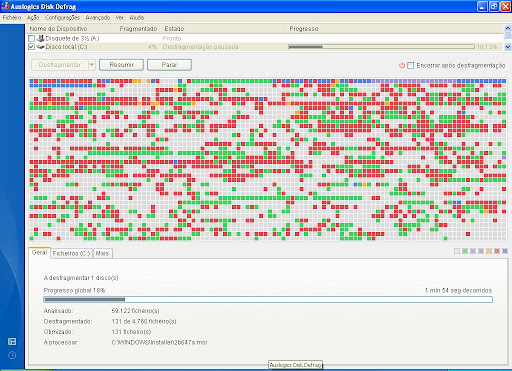 Auslogics Disk Defrag
Ficheiro Ação Configurações Avançado Ver Ajuda
Nome do Dispositivo Fragmentado Estado Progresso
Disquete de 3½ (A:) Pronto
Disco local (C:) 4% Desfragmentação pausada 18,13%
Desfragmentar Resumir Parar Encerrar após desfragmentação
Geral Ficheiros (C:) Mais
A desfragmentar 1 disco(s)
Progresso global 18% 1 min 54 seg decorridos
Analisado: 59.122 ficheiro(s)
Desfragmentado: 131 de 4.766 ficheiro(s)
Otimizado: 131 ficheiro(s)
A processar: C:\WINDOWS\Installer\2b647a.msi
Auslogics Disk Defrag